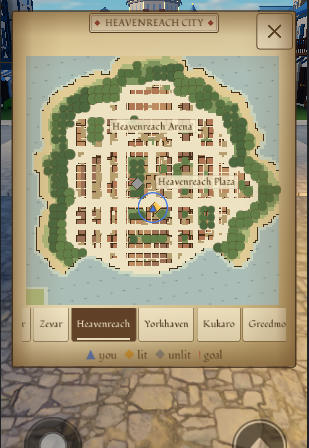 HEAVENREACH CITY
Heavenreach Arena
Heavenreach Plaza
r Zevar Heavenreach Yorkhaven Kukaro Greedmo
you lit unlit ! goal